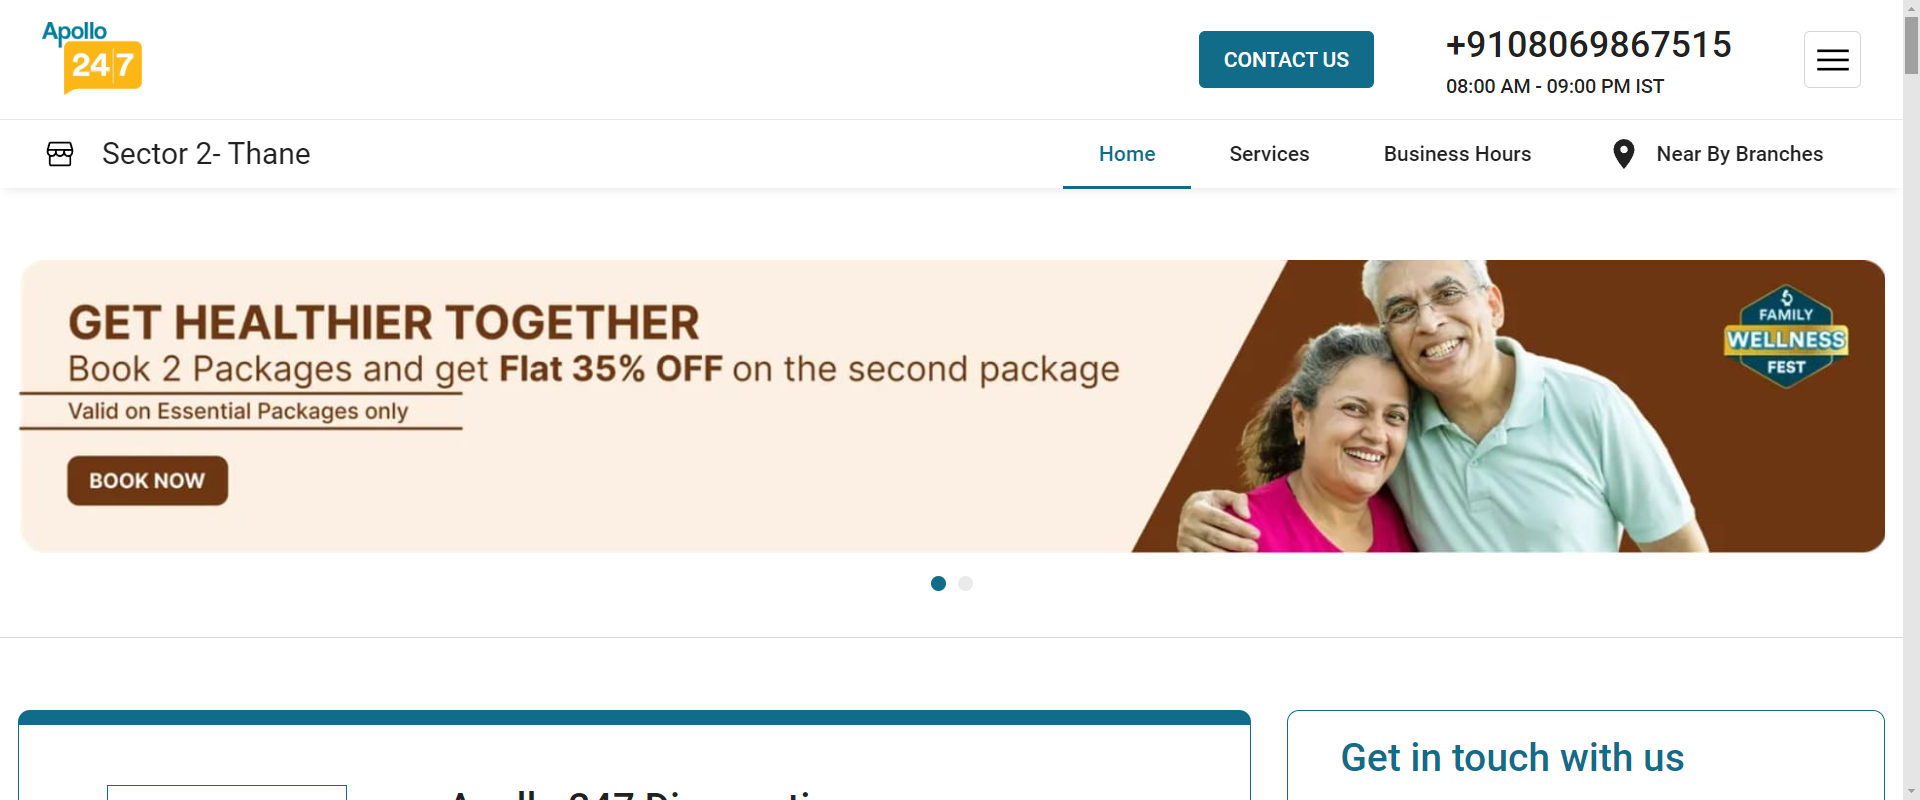 Apollo
24|7
CONTACT US
+9108069867515
08:00 AM - 09:00 PM IST
Sector 2- Thane
Home
Services
Business Hours
Near By Branches
GET HEALTHIER TOGETHER
Book 2 Packages and get Flat 35% OFF on the second package
Valid on Essential Packages only
BOOK NOW
FAMILY
WELLNESS
FEST
Get in touch with us